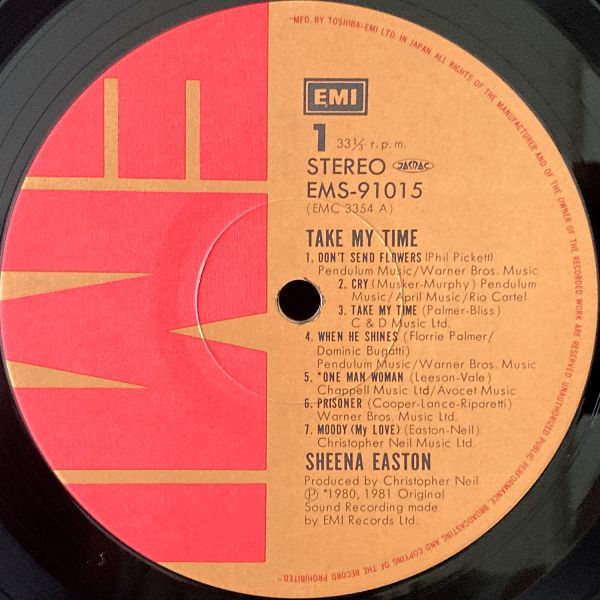 "MFD. BY TOSHIBA-EMI LTD. IN JAPAN ALL RIGHTS OF THE MANUFACTURER AND OF THE OWNER OF THE RECORDED WORK ARE RESERVED UNAUTHORIZED PUBLIC PERFORMANCE, BROADCASTING AND COPYING OF THE RECORD PROHIBITED"
EMI
EMI
1 33⅓ r.p.m.
STEREO JASRAC
EMS-91015
(EMC 3354 A)
TAKE MY TIME
1. DON'T SEND FLOWERS (Phil Pickett)
Pendulum Music/Warner Bros. Music
2. CRY (Musker-Murphy) Pendulum
Music/April Music/Rio Cartel
3. TAKE MY TIME (Palmer-Bliss)
C & D Music Ltd.
4. WHEN HE SHINES (Florrie Palmer/
Dominic Bugatti)
Pendulum Music/Warner Bros. Music
5. *ONE MAN WOMAN (Leeson-Vale)
Chappell Music Ltd/Avocet Music
6. PRISONER (Cooper-Lance-Riparetti)
Warner Bros. Music Ltd.
7. MOODY (My LOVE) (Easton-Neil)
Christopher Neil Music Ltd.
SHEENA EASTON
Produced by Christopher Neil
Ⓟ *1980, 1981 Original
Sound Recording made
by EMI Records Ltd.